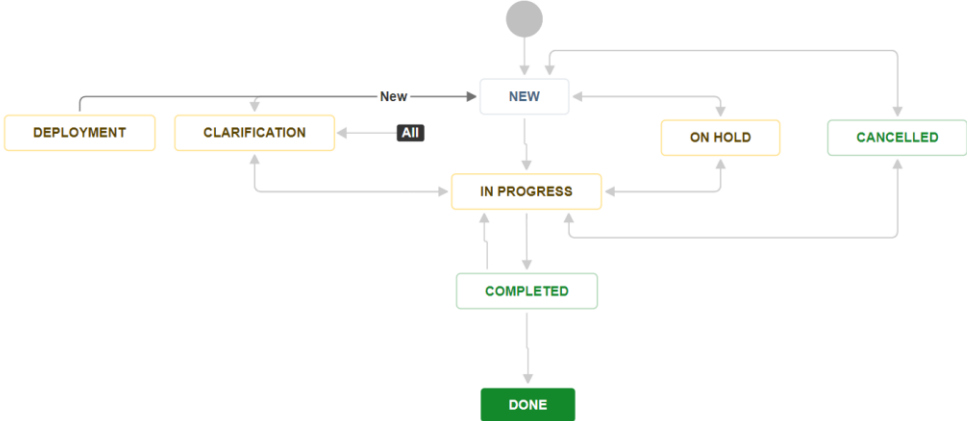 New
NEW
DEPLOYMENT
CLARIFICATION
All
ON HOLD
CANCELLED
IN PROGRESS
COMPLETED
DONE